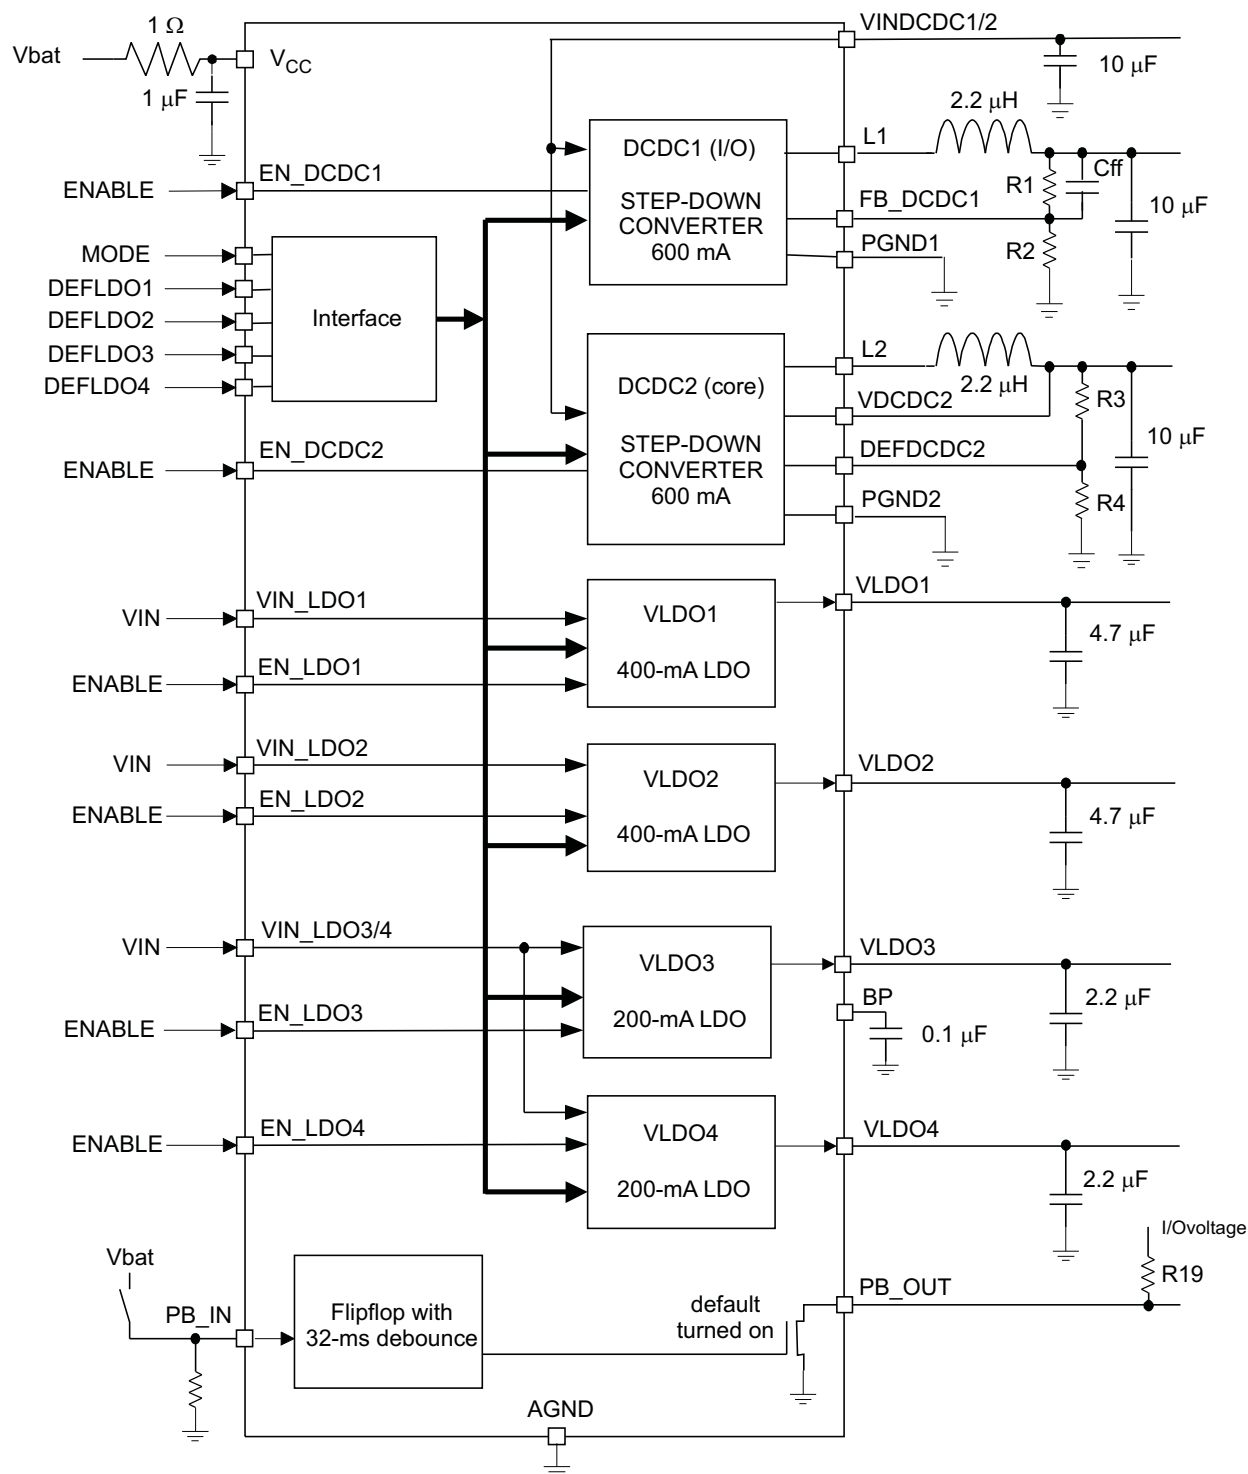 1 Ω
VINDCDC1/2
Vbat
VCC
10 μF
1 μF
2.2 μH
L1
DCDC1 (I/O)
STEP-DOWN
CONVERTER
600 mA
Cff
R1
10 μF
ENABLE
EN_DCDC1
FB_DCDC1
R2
PGND1
MODE
DEFLDO1
DEFLDO2
DEFLDO3
DEFLDO4
Interface
L2
2.2 μH
DCDC2 (core)
STEP-DOWN
CONVERTER
600 mA
VDCDC2
R3
10 μF
ENABLE
EN_DCDC2
DEFDCDC2
R4
PGND2
VIN
VIN_LDO1
VLDO1
400-mA LDO
VLDO1
4.7 μF
ENABLE
EN_LDO1
VIN
VIN_LDO2
VLDO2
400-mA LDO
VLDO2
4.7 μF
ENABLE
EN_LDO2
VIN
VIN_LDO3/4
VLDO3
200-mA LDO
VLDO3
2.2 μF
BP
0.1 μF
ENABLE
EN_LDO3
ENABLE
EN_LDO4
VLDO4
200-mA LDO
VLDO4
2.2 μF
I/Ovoltage
R19
Vbat
PB_IN
Flipflop with
32-ms debounce
default
turned on
PB_OUT
AGND